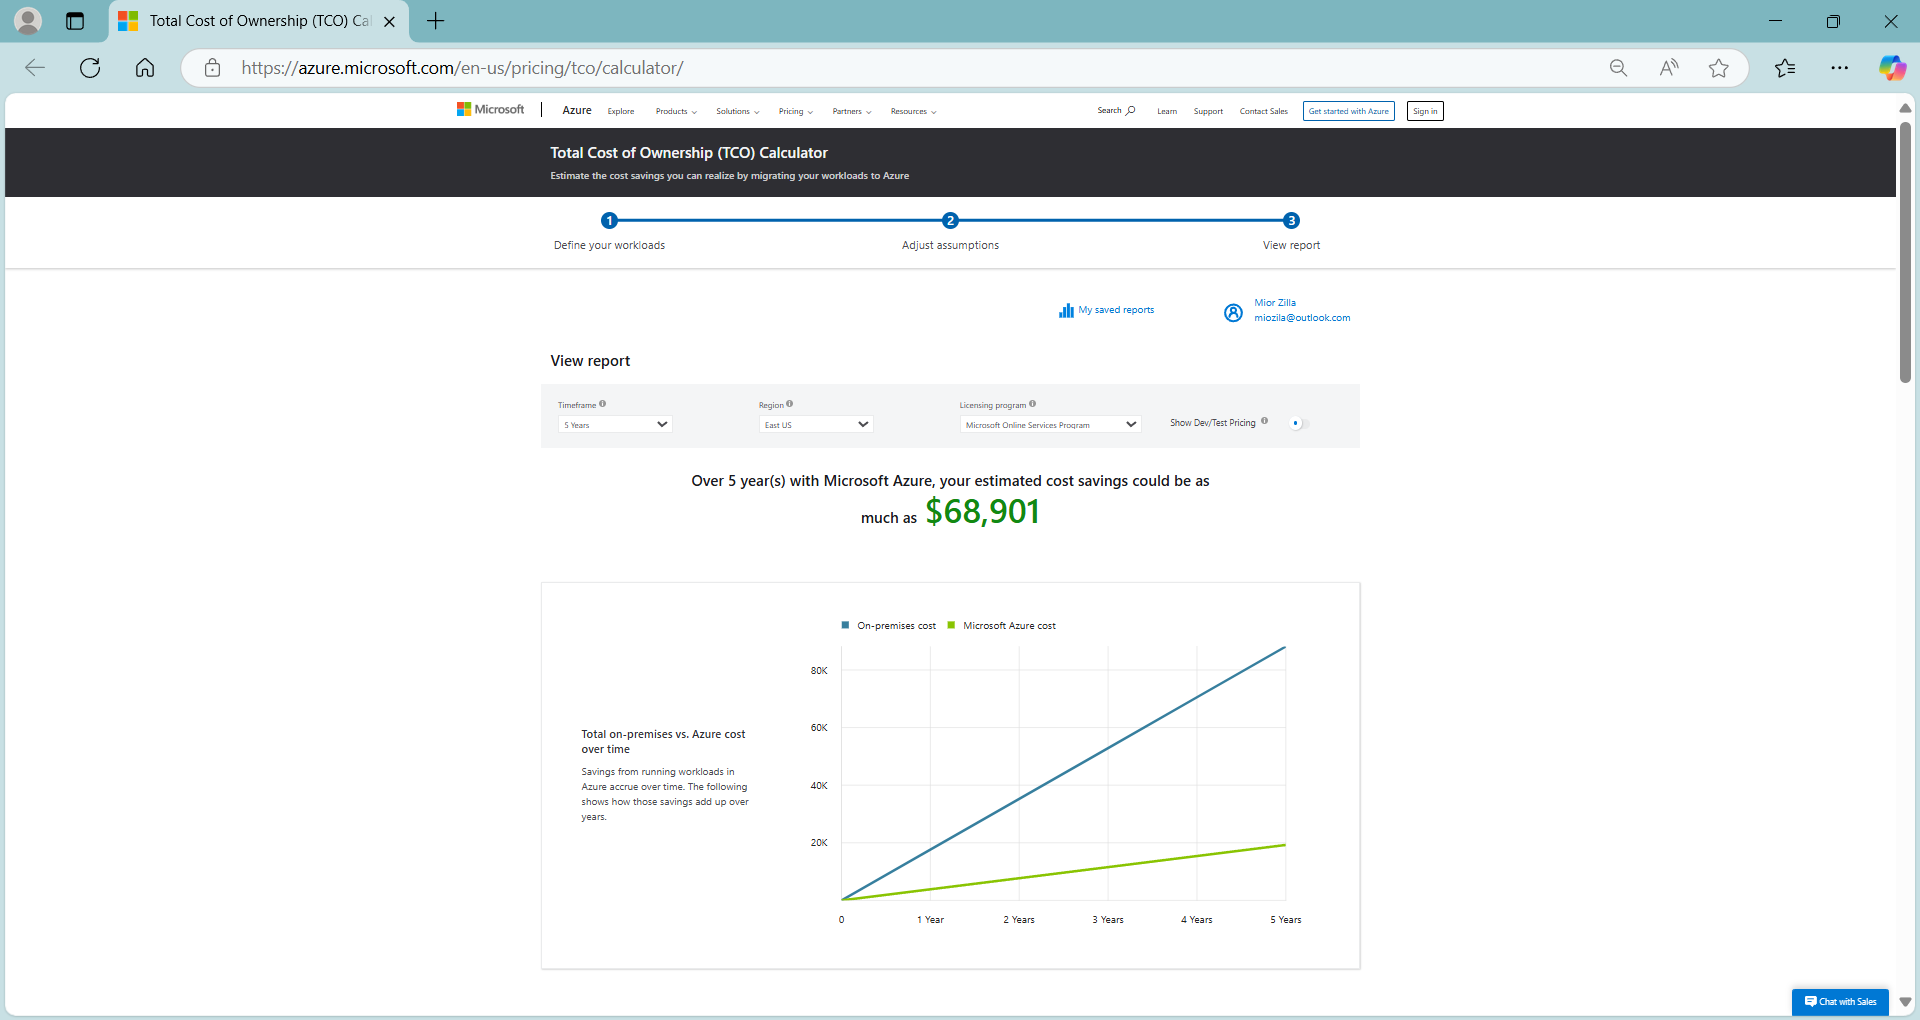 Total Cost of Ownership (TCO) Ca
https://azure.microsoft.com/en-us/pricing/tco/calculator/
Microsoft Azure Explore Products Solutions Pricing Partners Resources Search Learn Support Contact Sales Get started with Azure Sign in
Total Cost of Ownership (TCO) Calculator
Estimate the cost savings you can realize by migrating your workloads to Azure
1 2 3
Define your workloads Adjust assumptions View report
My saved reports
Mior Zilla
miozila@outlook.com
View report
Timeframe Region Licensing program
5 Years East US Microsoft Online Services Program Show Dev/Test Pricing
Over 5 year(s) with Microsoft Azure, your estimated cost savings could be as
much as $68,901
On-premises cost Microsoft Azure cost
80K
60K
40K
20K
0 1 Year 2 Years 3 Years 4 Years 5 Years
Total on-premises vs. Azure cost
over time
Savings from running workloads in
Azure accrue over time. The following
shows how those savings add up over
years.
Chat with Sales